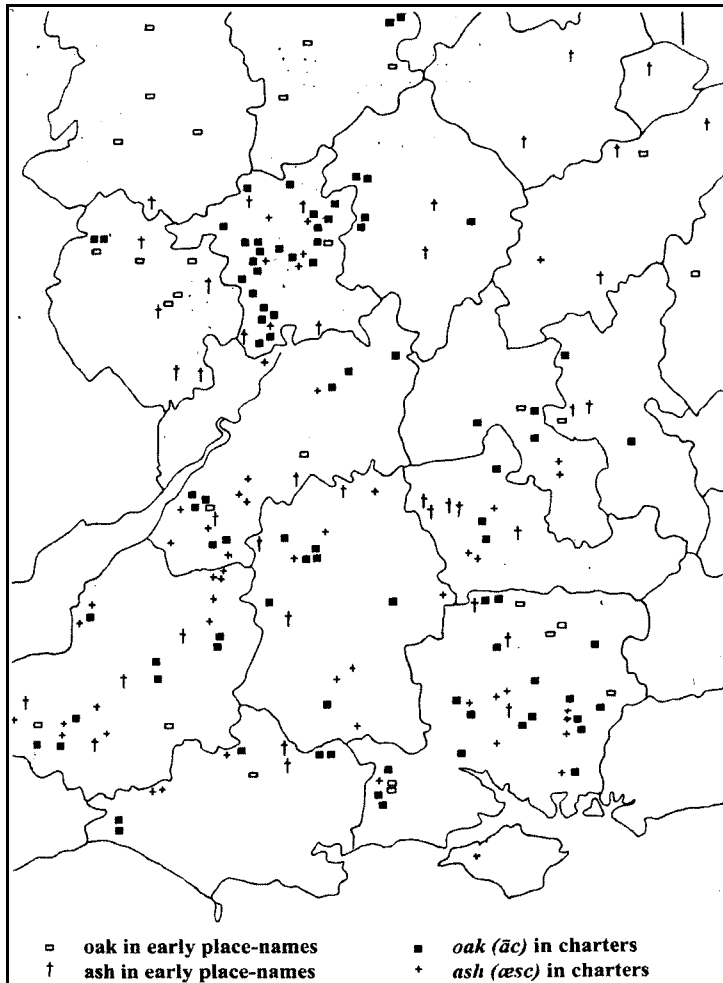 oak in early place-names
ash in early place-names
oak (āc) in charters
ash (æsc) in charters